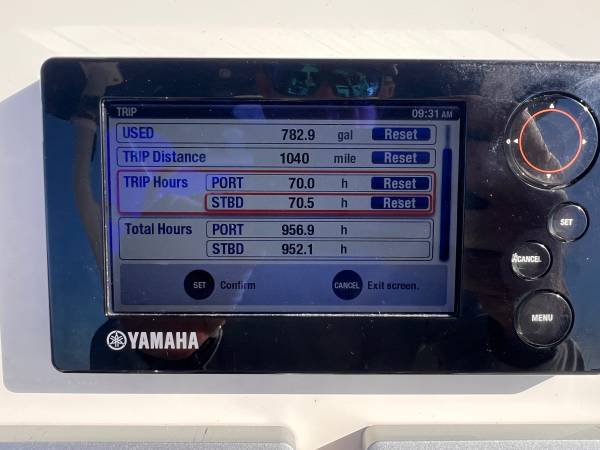 TRIP 09:31 AM
USED 782.9 gal Reset
TRIP Distance 1040 mile Reset
TRIP Hours PORT 70.0 h Reset
STBD 70.5 h Reset
Total Hours PORT 956.9 h
STBD 952.1 h
SET Confirm CANCEL Exit screen.
YAMAHA
SET
CANCEL
MENU